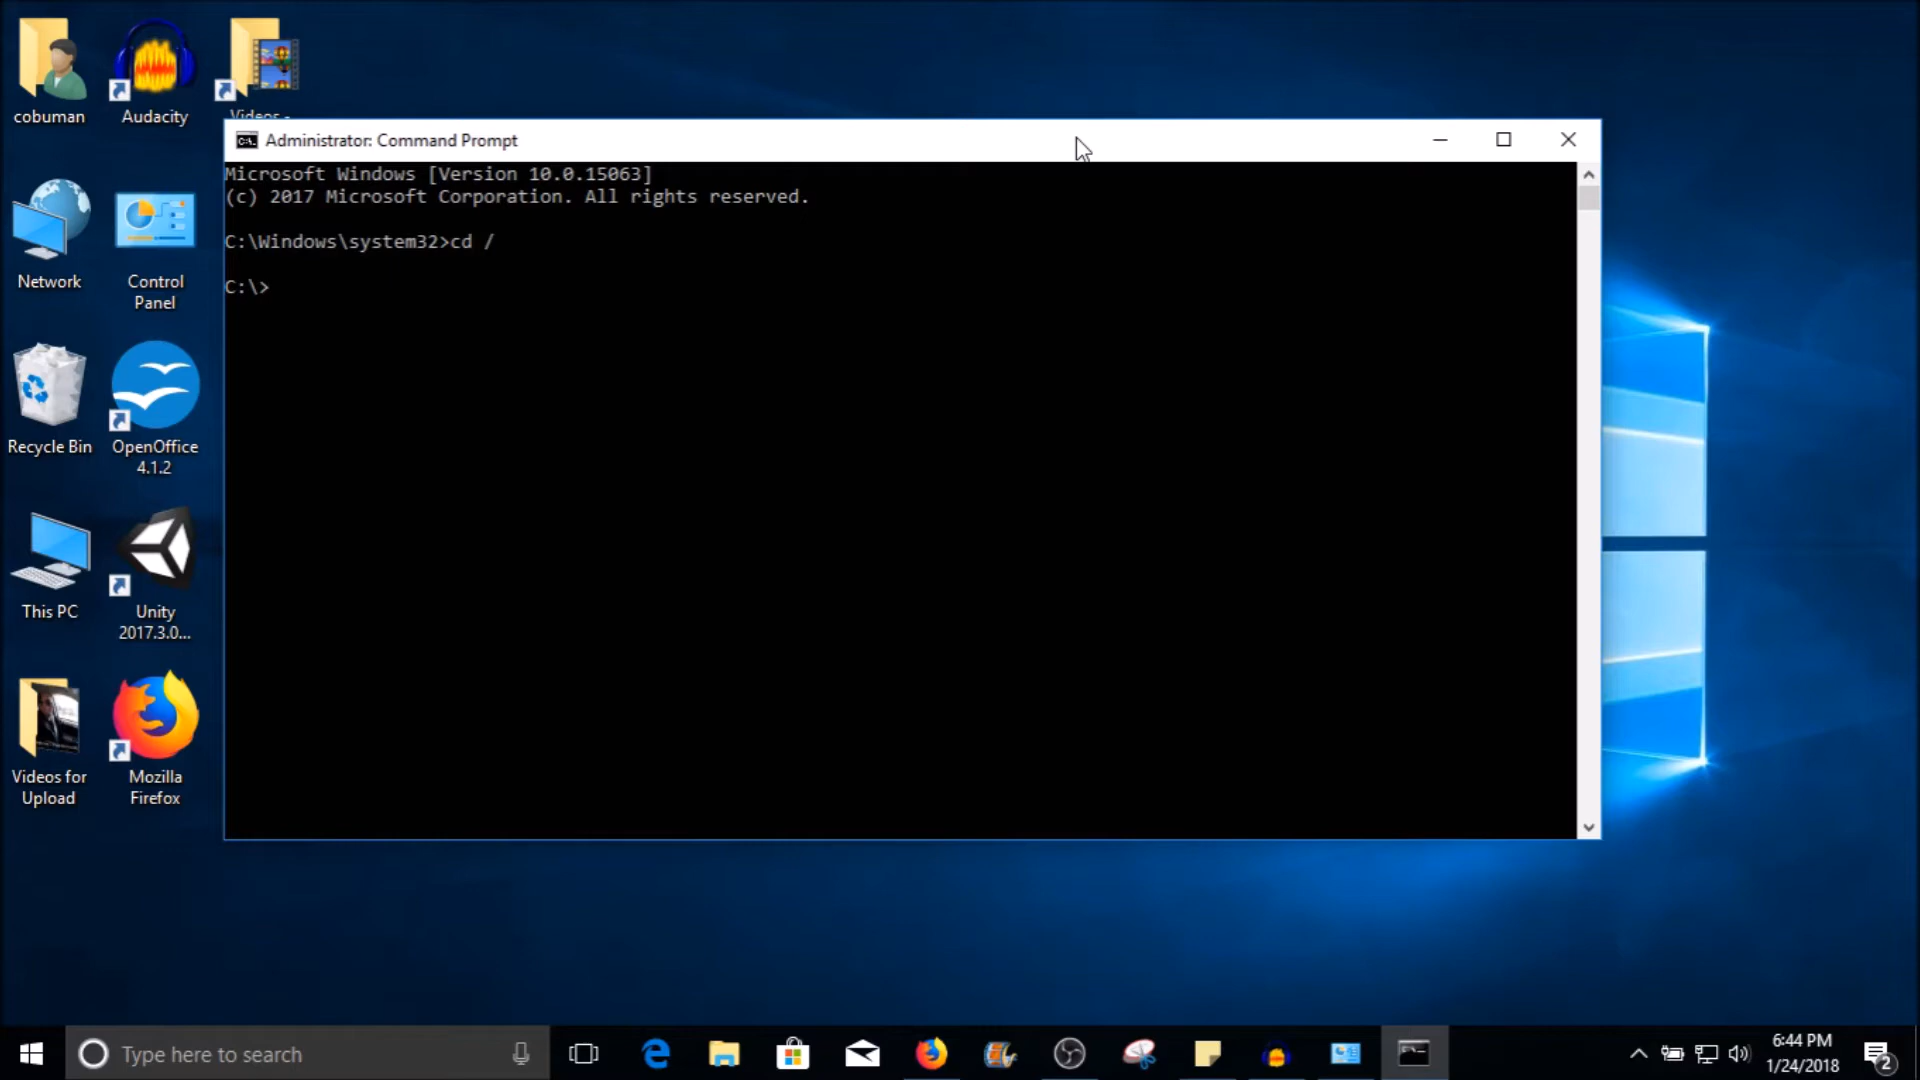 cobuman
Audacity
Videos -
Network
Control
Panel
Recycle Bin
OpenOffice
4.1.2
This PC
Unity
2017.3.0...
Videos for
Upload
Mozilla
Firefox
Administrator: Command Prompt
Microsoft Windows [Version 10.0.15063]
(c) 2017 Microsoft Corporation. All rights reserved.
C:\Windows\system32>cd /
C:\>
Type here to search
6:44 PM
1/24/2018
2